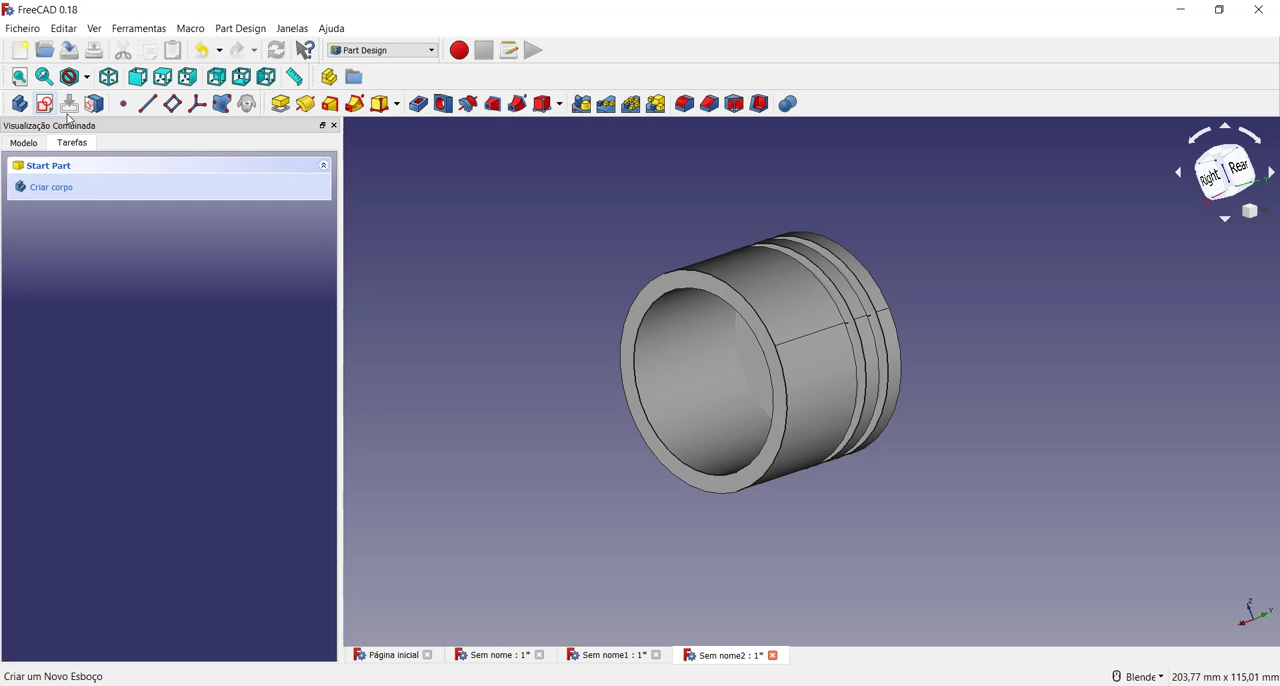 FreeCAD 0.18
Ficheiro Editar Ver Ferramentas Macro Part Design Janelas Ajuda
Part Design
Visualização Combinada
Modelo Tarefas
Start Part
Criar corpo
Right Rear
Z
Y
Página inicial Sem nome : 1* Sem nome1 : 1* Sem nome2 : 1*
Criar um Novo Esboço Blende 203,77 mm x 115,01 mm